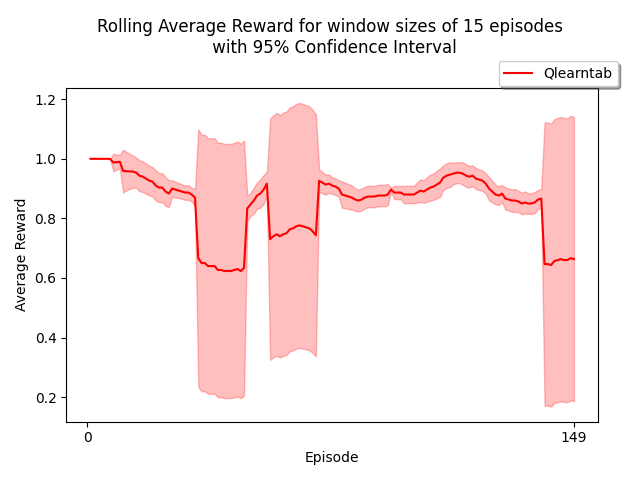 Rolling Average Reward for window sizes of 15 episodes
with 95% Confidence Interval
Qlearntab
1.2
1.0
0.8
0.6
0.4
0.2
Average Reward
0
149
Episode